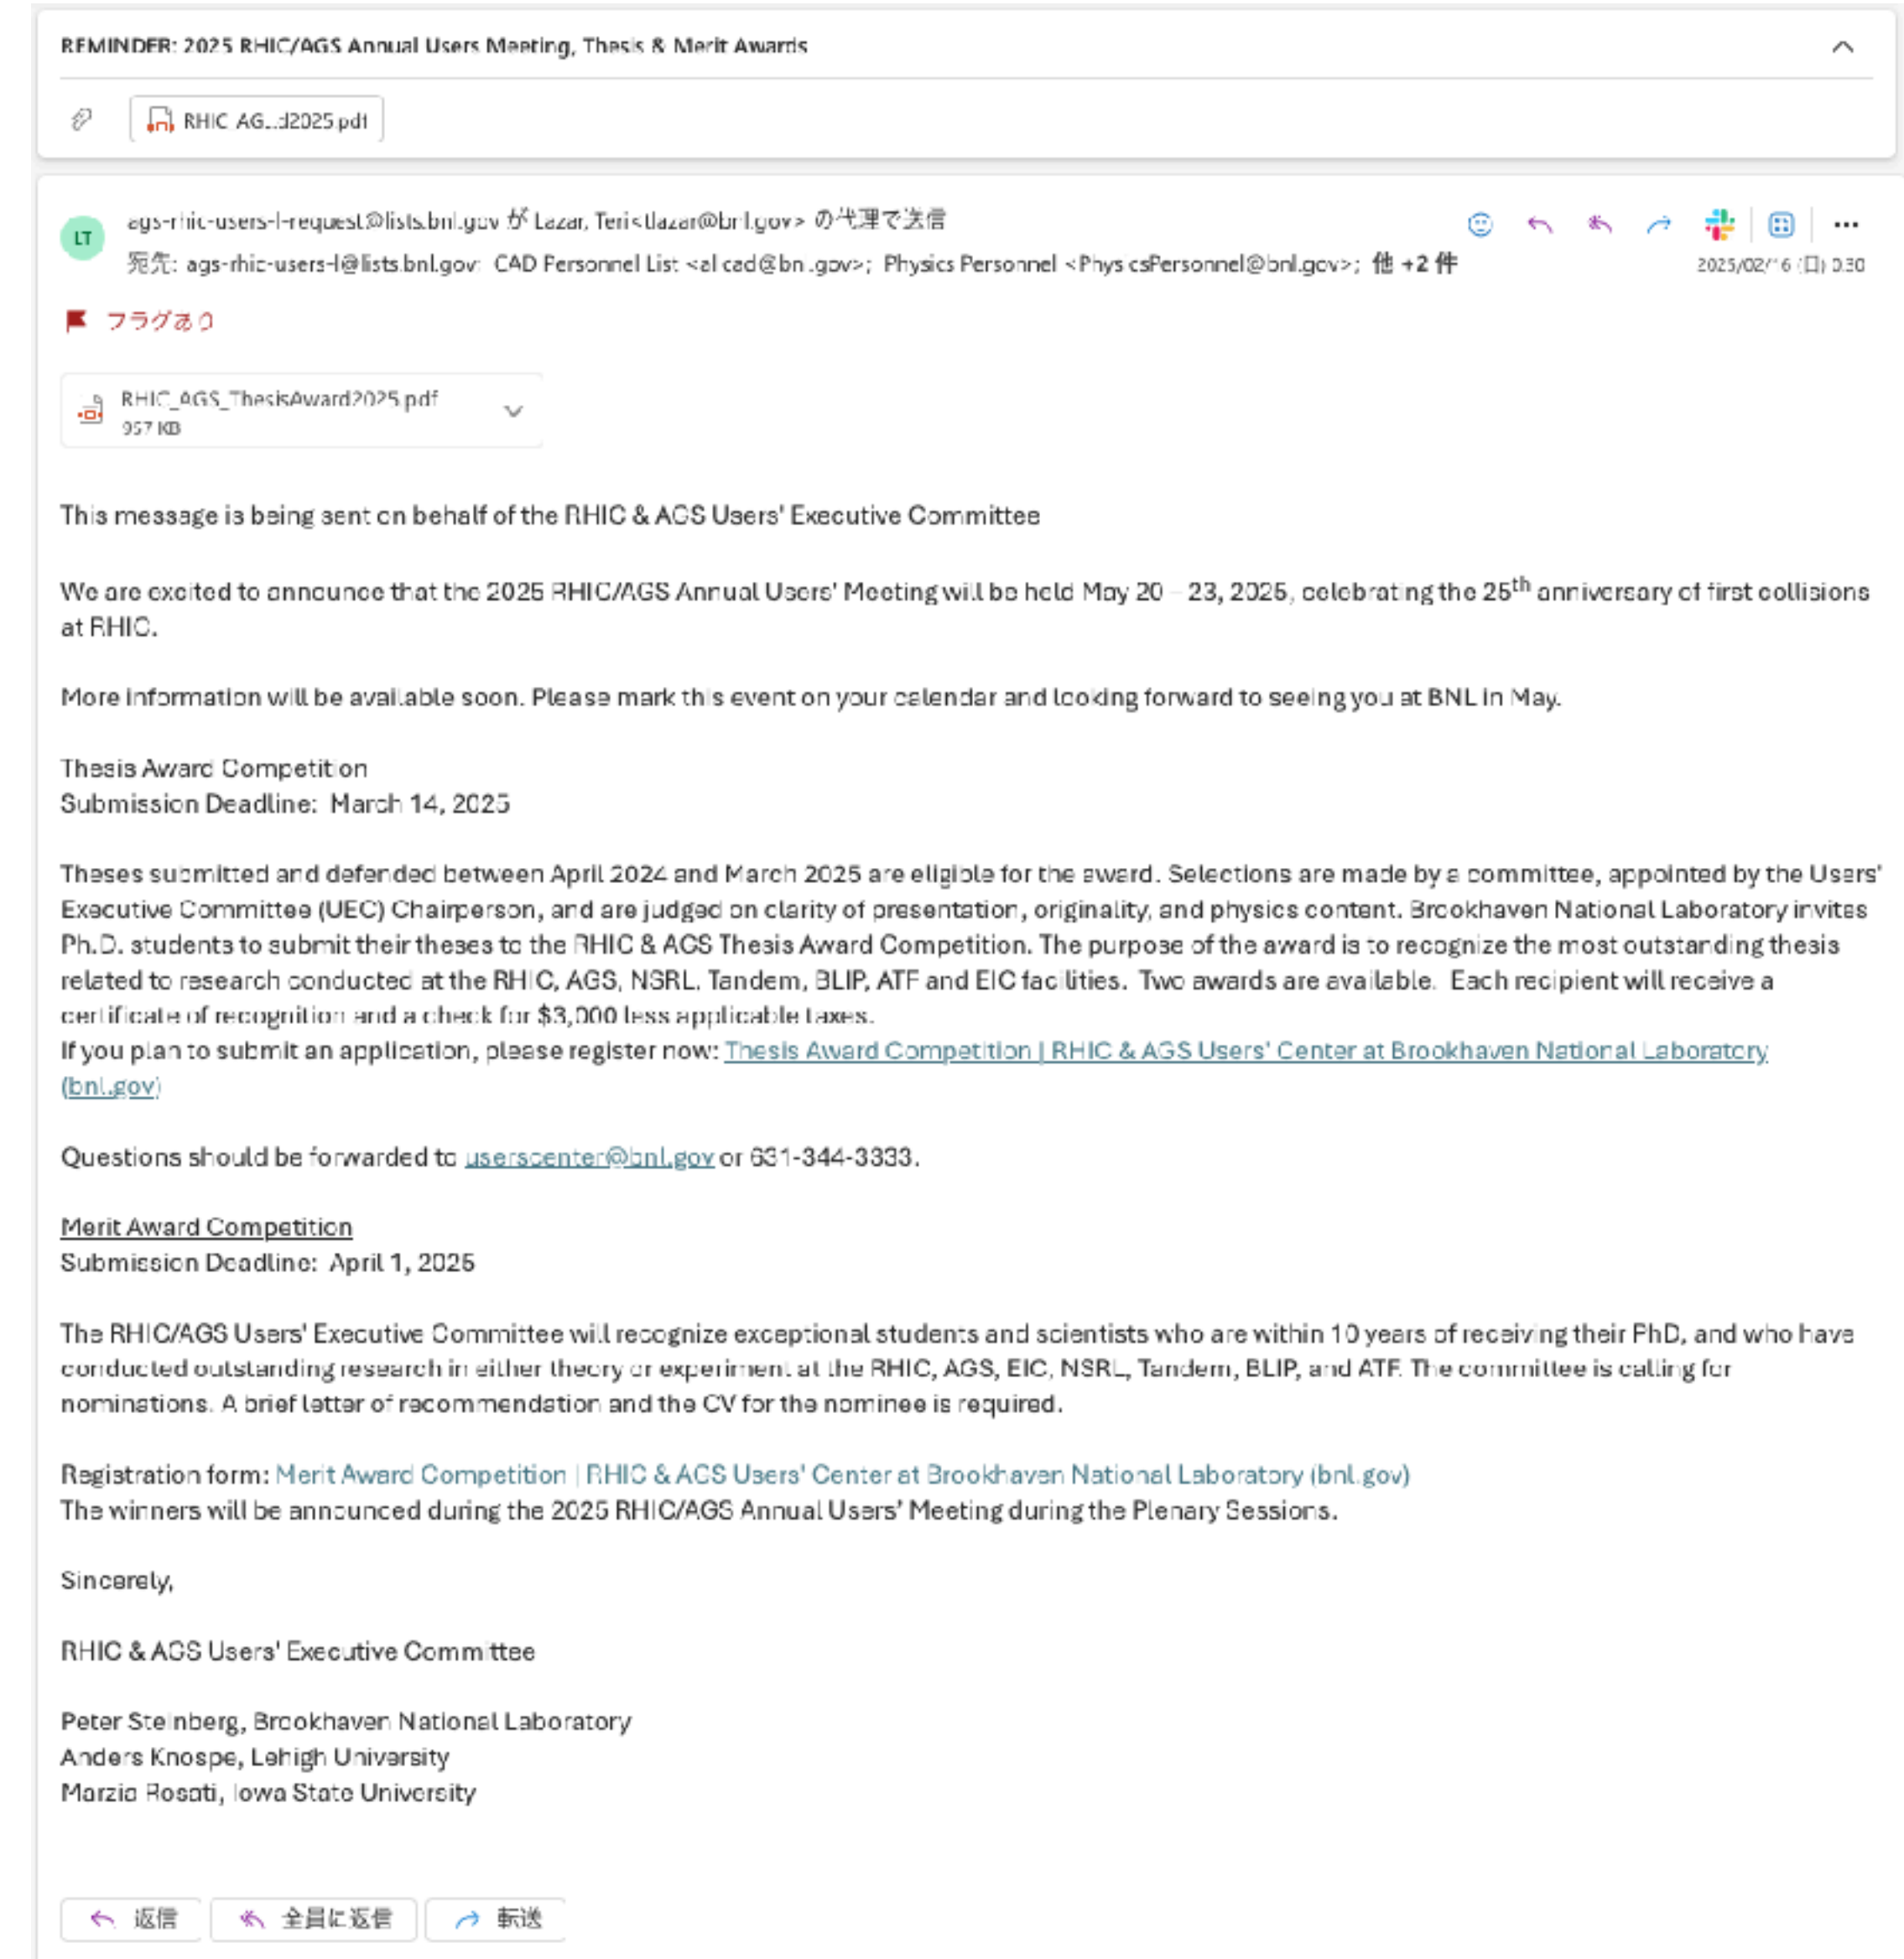 REMINDER: 2025 RHIC/AGS Annual Users Meeting, Thesis & Merit Awards
RHIC_AG...d2025.pdf
LT
ags-rhic-users-l-request@lists.bnl.gov が Lazar, Teri<tlazar@bnl.gov> の代理で送信
宛先: ags-rhic-users-l@lists.bnl.gov; CAD Personnel List <allcad@bnl.gov>; Physics Personnel <PhysicsPersonnel@bnl.gov>; 他 +2 件
2025/02/16 (日) 0:30
フラグあり
RHIC_AGS_ThesisAward2025.pdf
957 KB
This message is being sent on behalf of the RHIC & AGS Users' Executive Committee
We are excited to announce that the 2025 RHIC/AGS Annual Users' Meeting will be held May 20 – 23, 2025, celebrating the 25th anniversary of first collisions
at RHIC.
More information will be available soon. Please mark this event on your calendar and looking forward to seeing you at BNL in May.
Thesis Award Competition
Submission Deadline: March 14, 2025
Theses submitted and defended between April 2024 and March 2025 are eligible for the award. Selections are made by a committee, appointed by the Users'
Executive Committee (UEC) Chairperson, and are judged on clarity of presentation, originality, and physics content. Brookhaven National Laboratory invites
Ph.D. students to submit their theses to the RHIC & AGS Thesis Award Competition. The purpose of the award is to recognize the most outstanding thesis
related to research conducted at the RHIC, AGS, NSRL, Tandem, BLIP, ATF and EIC facilities. Two awards are available. Each recipient will receive a
certificate of recognition and a check for $3,000 less applicable taxes.
If you plan to submit an application, please register now: Thesis Award Competition | RHIC & AGS Users' Center at Brookhaven National Laboratory
(bnl.gov)
Questions should be forwarded to userscenter@bnl.gov or 631-344-3333.
Merit Award Competition
Submission Deadline: April 1, 2025
The RHIC/AGS Users' Executive Committee will recognize exceptional students and scientists who are within 10 years of receiving their PhD, and who have
conducted outstanding research in either theory or experiment at the RHIC, AGS, EIC, NSRL, Tandem, BLIP, and ATF. The committee is calling for
nominations. A brief letter of recommendation and the CV for the nominee is required.
Registration form: Merit Award Competition | RHIC & AGS Users' Center at Brookhaven National Laboratory (bnl.gov)
The winners will be announced during the 2025 RHIC/AGS Annual Users' Meeting during the Plenary Sessions.
Sincerely,
RHIC & AGS Users' Executive Committee
Peter Steinberg, Brookhaven National Laboratory
Anders Knospe, Lehigh University
Marzia Rosati, Iowa State University
返信 全員に返信 転送